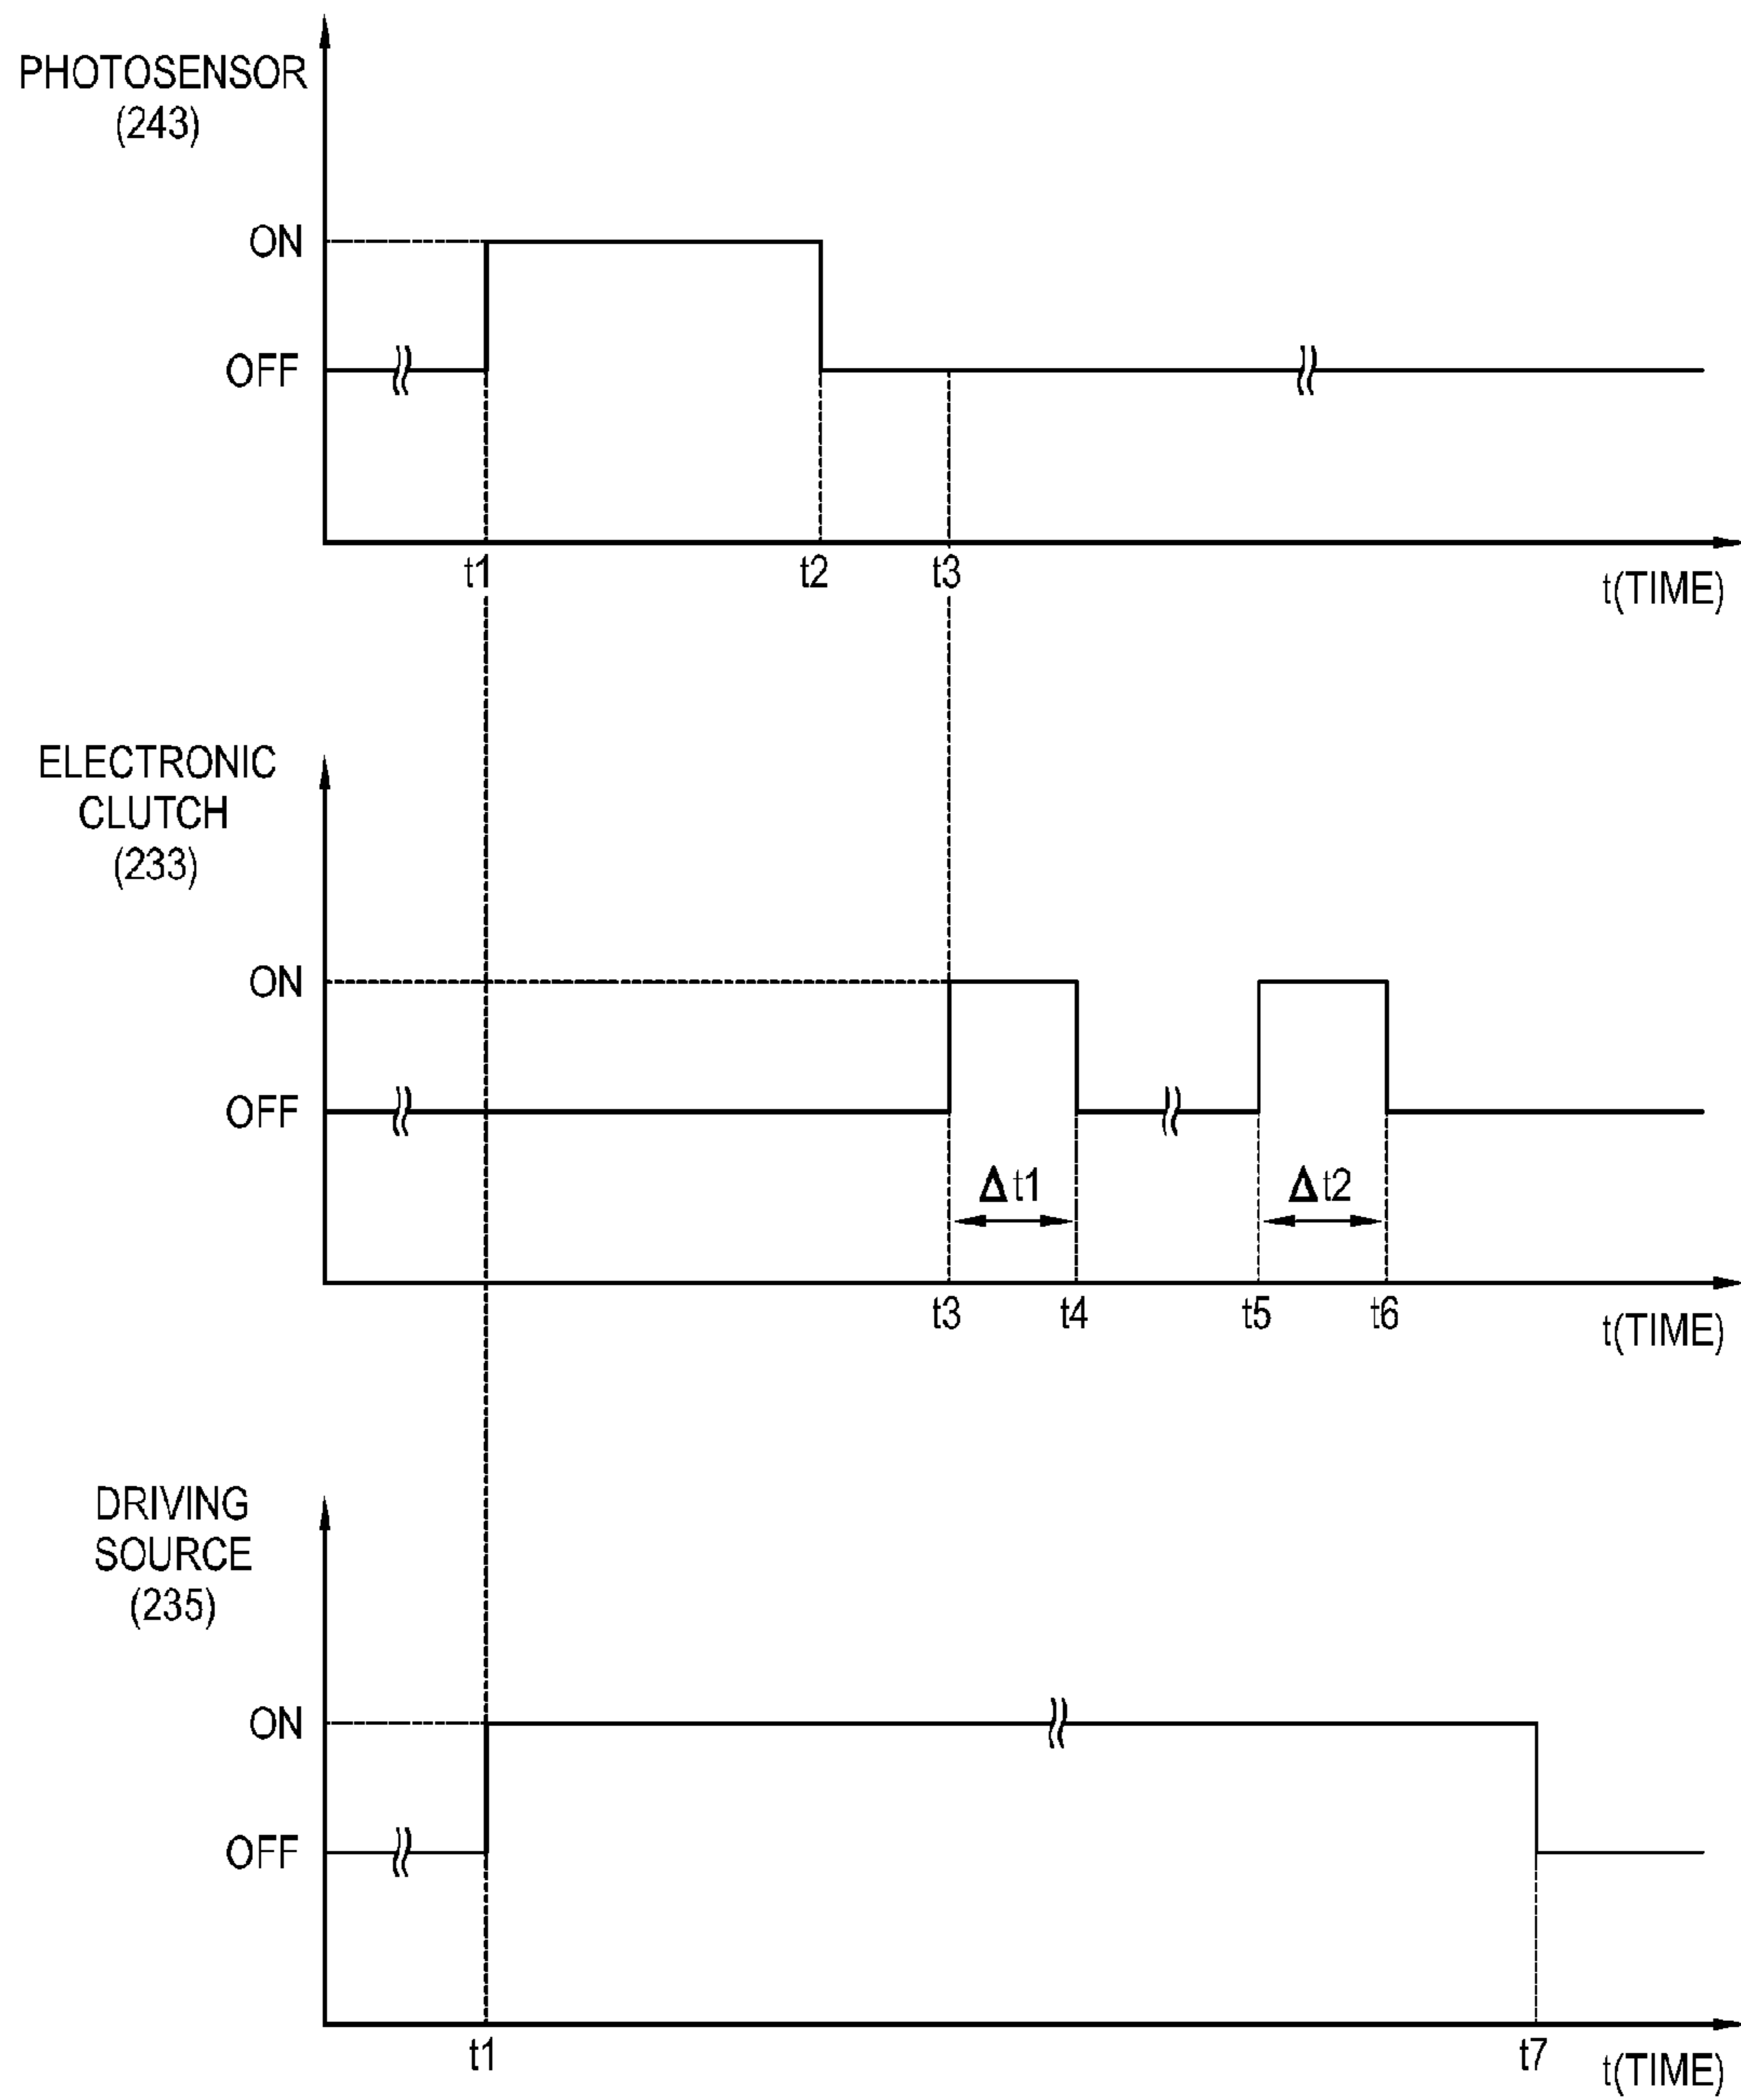 PHOTOSENSOR
(243)
ON
OFF
t1
t2
t3
t(TIME)
ELECTRONIC
CLUTCH
(233)
ON
OFF
Δt1
Δt2
t3
t4
t5
t6
t(TIME)
DRIVING
SOURCE
(235)
ON
OFF
t1
t7
t(TIME)